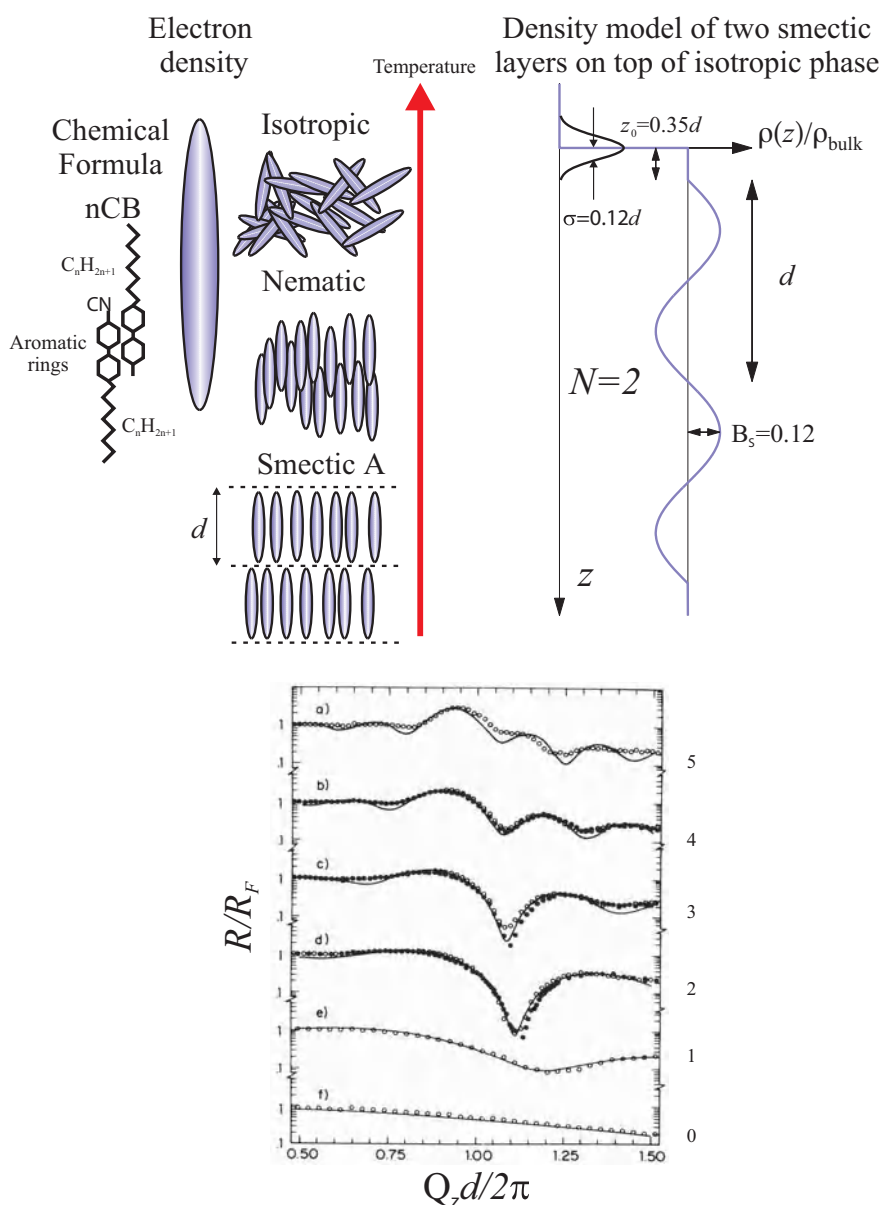 Electron
density
Density model of two smectic
layers on top of isotropic phase
Temperature
Chemical
Formula
nCB
CₙH₂ₙ₊₁
CN
Aromatic
rings
CₙH₂ₙ₊₁
Isotropic
Nematic
Smectic A
d
z₀=0.35d
ρ(z)/ρbulk
σ=0.12d
d
N=2
Bₛ=0.12
z
R/R_F
a)
.1
.1
5
b)
.1
.1
4
c)
.1
.1
3
d)
.1
.1
2
e)
.1
.1
1
f)
.1
.1
0
0.50
0.75
1.00
1.25
1.50
Q_z d/2π